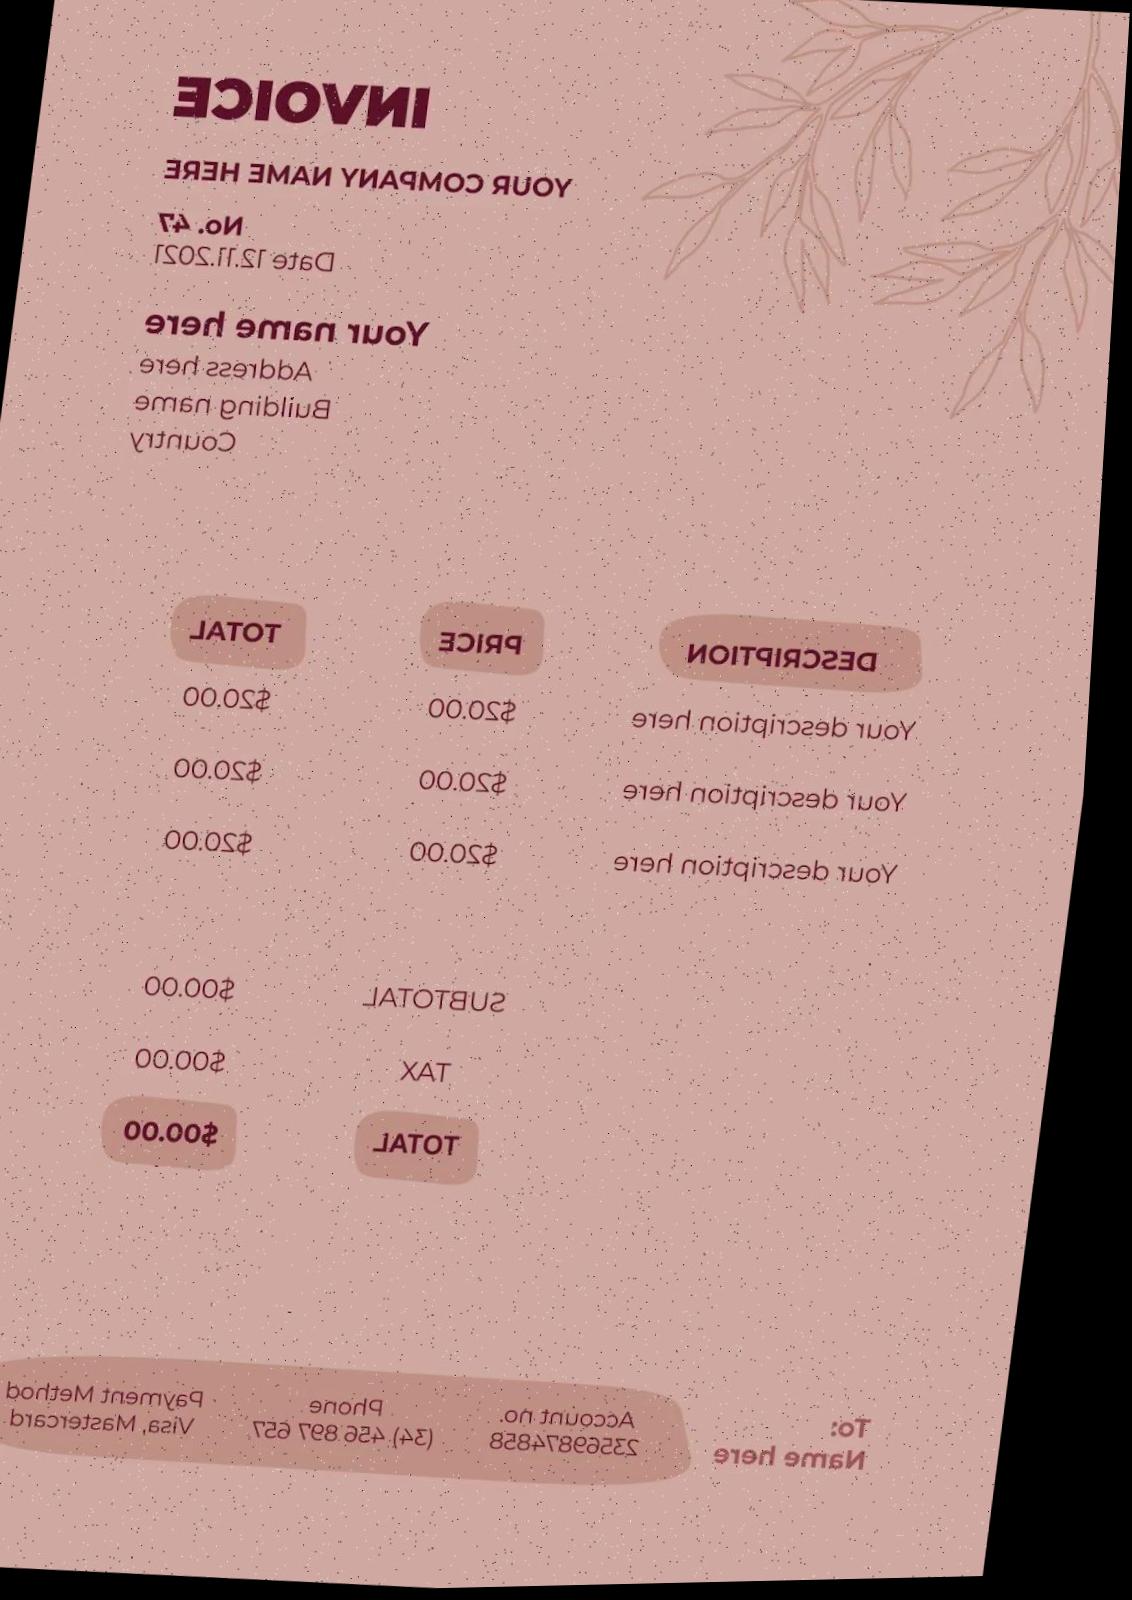 INVOICE
YOUR COMPANY NAME HERE
No. 47
Date 12.11.2021
Your name here
Address here
Building name
Country
DESCRIPTION PRICE TOTAL
Your description here $20.00 $20.00
Your description here $20.00 $20.00
Your description here $20.00 $20.00
SUBTOTAL $00.00
TAX $00.00
TOTAL $00.00
To:
Name here
Account no.
23569874858
Phone
(34) 456 897 657
Payment Method
Visa, Mastercard